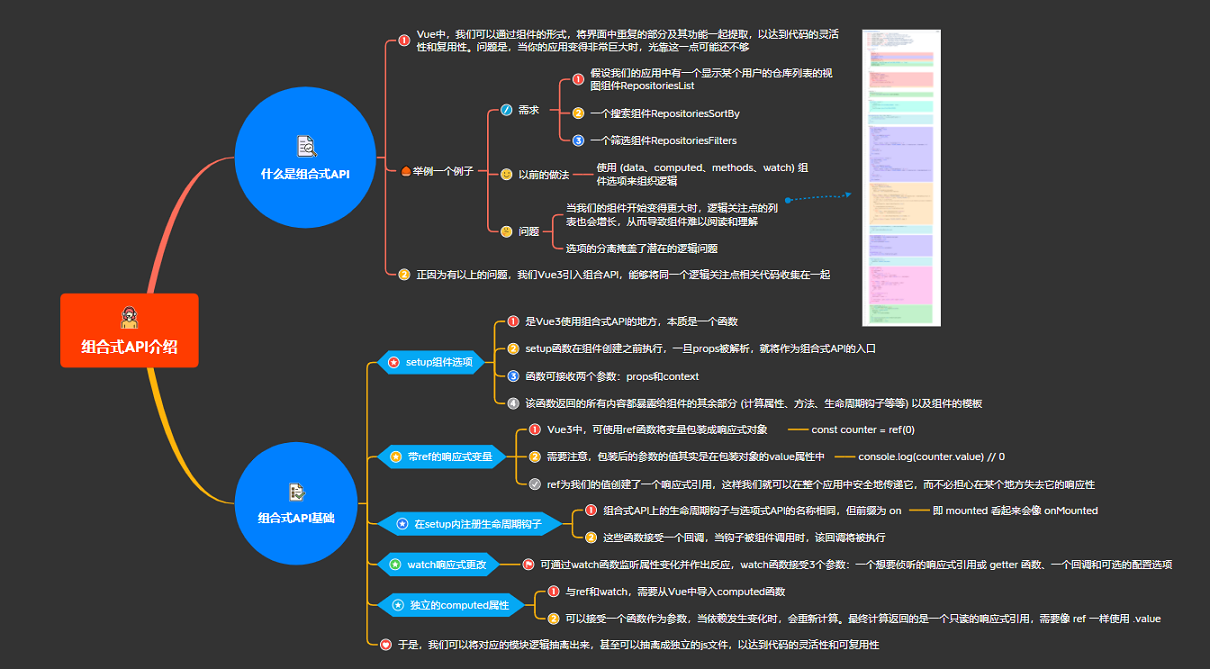 组合式API介绍
什么是组合式API
1 Vue中，我们可以通过组件的形式，将界面中重复的部分及其功能一起提取，以达到代码的灵活
性和复用性。问题是，当你的应用变得非常巨大时，光靠这一点可能还不够
举例一个例子
需求
1 假设我们的应用中有一个显示某个用户的仓库列表的视
图组件RepositoriesList
2 一个搜索组件RepositoriesSortBy
3 一个筛选组件RepositoriesFilters
以前的做法
使用 (data、computed、methods、watch) 组
件选项来组织逻辑
问题
当我们的组件开始变得更大时，逻辑关注点的列
表也会增长，从而导致组件难以阅读和理解
选项的分离掩盖了潜在的逻辑问题
2 正因为有以上的问题，我们Vue3引入组合API，能够将同一个逻辑关注点相关代码收集在一起
组合式API基础
setup组件选项
1 是Vue3使用组合式API的地方，本质是一个函数
2 setup函数在组件创建之前执行，一旦props被解析，就将作为组合式API的入口
3 函数可接收两个参数：props和context
4 该函数返回的所有内容都暴露给组件的其余部分 (计算属性、方法、生命周期钩子等等) 以及组件的模板
带ref的响应式变量
1 Vue3中，可使用ref函数将变量包装成响应式对象
const counter = ref(0)
2 需要注意，包装后的参数的值其实是在包装对象的value属性中
console.log(counter.value) // 0
ref为我们的值创建了一个响应式引用，这样我们就可以在整个应用中安全地传递它，而不必担心在某个地方失去它的响应性
在setup内注册生命周期钩子
1 组合式API上的生命周期钩子与选项式API的名称相同，但前缀为 on
即 mounted 看起来会像 onMounted
2 这些函数接受一个回调，当钩子被组件调用时，该回调将被执行
watch响应式更改
可通过watch函数监听属性变化并作出反应，watch函数接受3个参数：一个想要侦听的响应式引用或 getter 函数、一个回调和可选的配置选项
独立的computed属性
1 与ref和watch，需要从Vue中导入computed函数
2 可以接受一个函数作为参数，当依赖发生变化时，会重新计算。最终计算返回的是一个只读的响应式引用，需要像 ref 一样使用 .value
于是，我们可以将对应的模块逻辑抽离出来，甚至可以抽离成独立的js文件，以达到代码的灵活性和可复用性